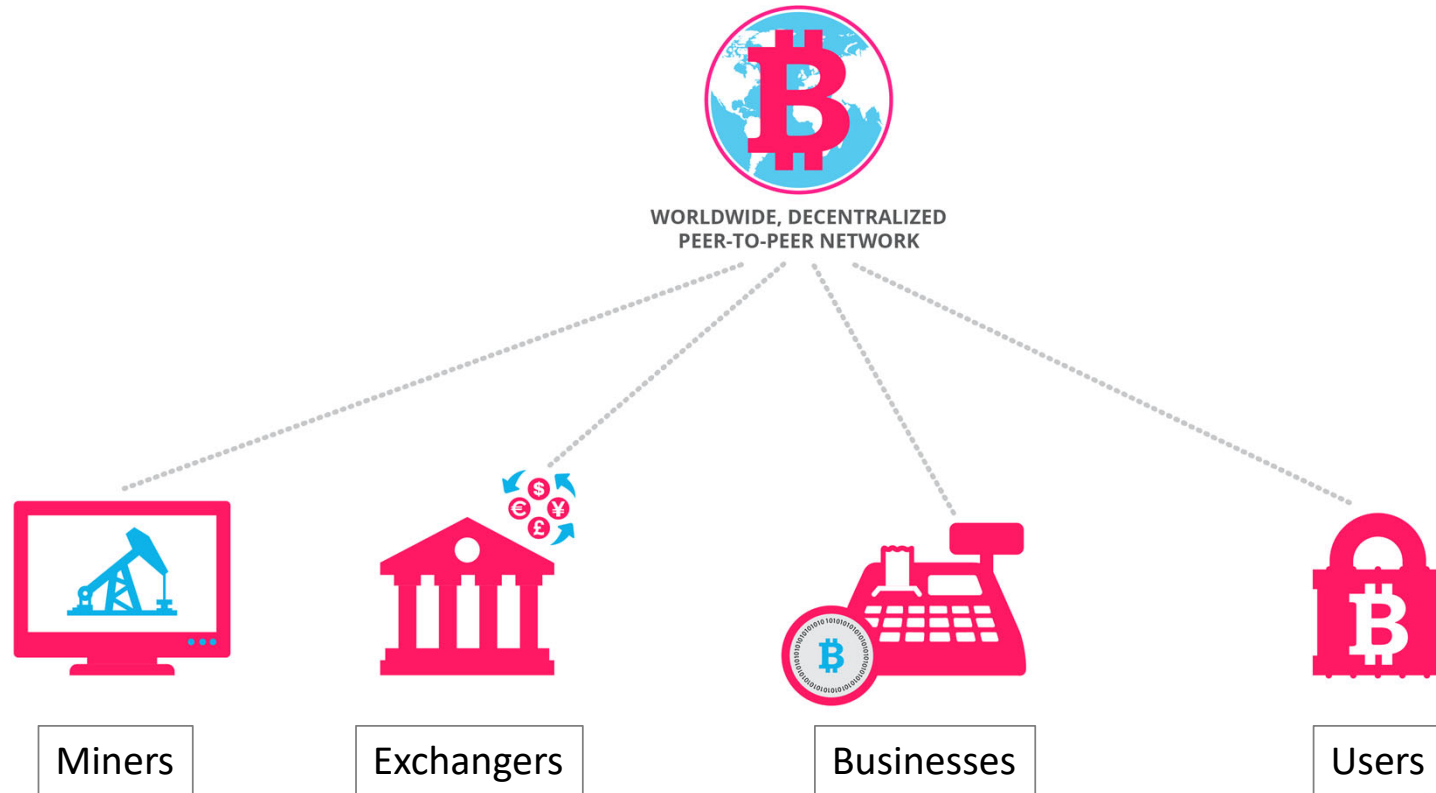 WORLDWIDE, DECENTRALIZED
PEER-TO-PEER NETWORK
Miners
Exchangers
Businesses
Users